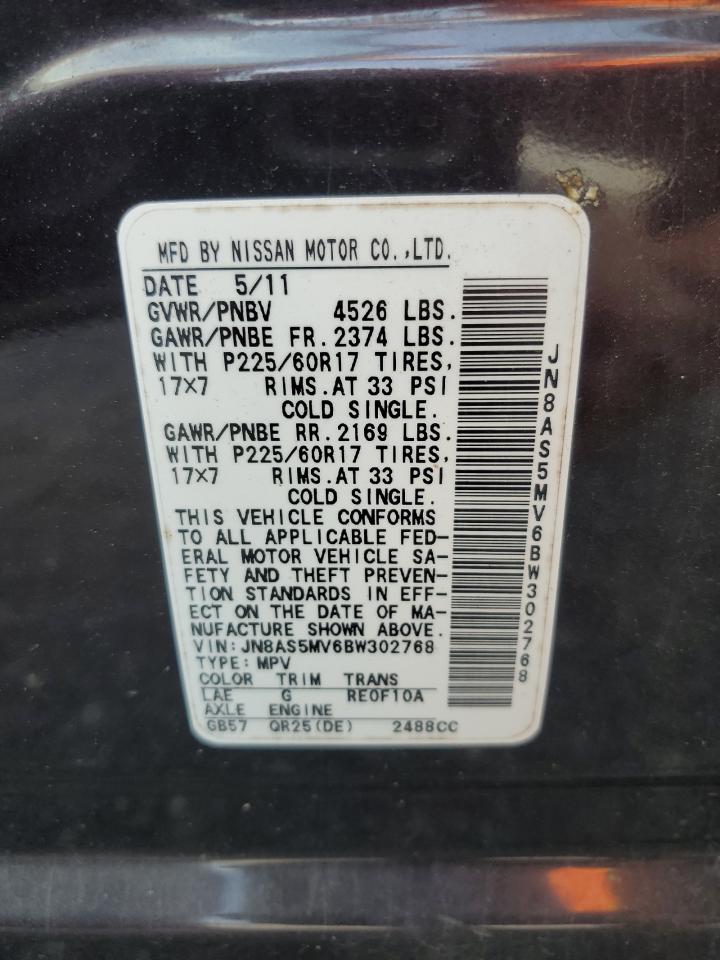 MFD BY NISSAN MOTOR CO.,LTD.
DATE 5/11
GVWR/PNBV 4526 LBS.
GAWR/PNBE FR.2374 LBS.
WITH P225/60R17 TIRES,
17×7 RIMS.AT 33 PSI
COLD SINGLE.
GAWR/PNBE RR.2169 LBS.
WITH P225/60R17 TIRES,
17×7 RIMS.AT 33 PSI
COLD SINGLE.
THIS VEHICLE CONFORMS
TO ALL APPLICABLE FED-
ERAL MOTOR VEHICLE SA-
FETY AND THEFT PREVEN-
TION STANDARDS IN EFF-
ECT ON THE DATE OF MA-
NUFACTURE SHOWN ABOVE.
VIN:JN8AS5MV6BW302768
TYPE:MPV
COLOR TRIM TRANS
LAE G RE0F10A
AXLE ENGINE
GB57 QR25(DE) 2488CC
JN8AS5MV6BW302768